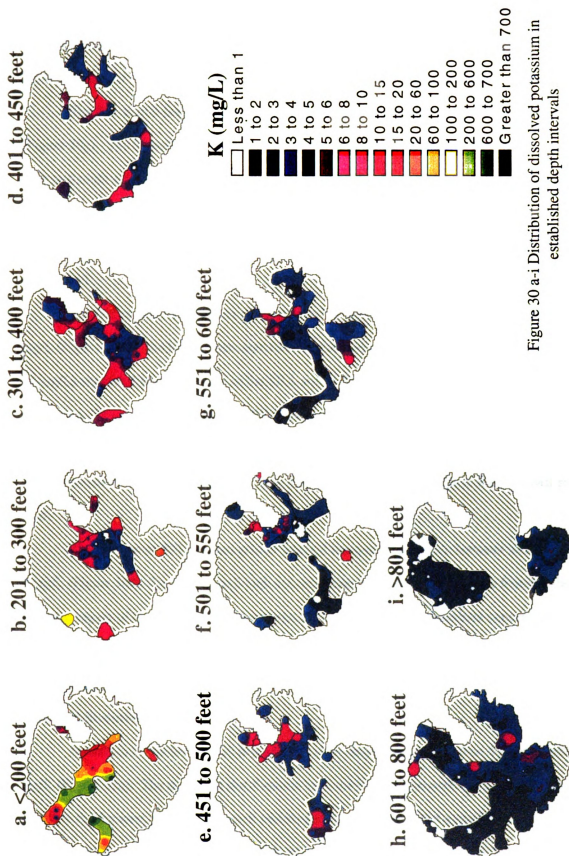 a. <200 feet
b. 201 to 300 feet
c. 301 to 400 feet
d. 401 to 450 feet
e. 451 to 500 feet
f. 501 to 550 feet
g. 551 to 600 feet
h. 601 to 800 feet
i. >801 feet
K (mg/L)
Less than 1
1 to 2
2 to 3
3 to 4
4 to 5
5 to 6
6 to 8
8 to 10
10 to 15
15 to 20
20 to 60
60 to 100
100 to 200
200 to 600
600 to 700
Greater than 700
Figure 30 a-i Distribution of dissolved potassium in
established depth intervals